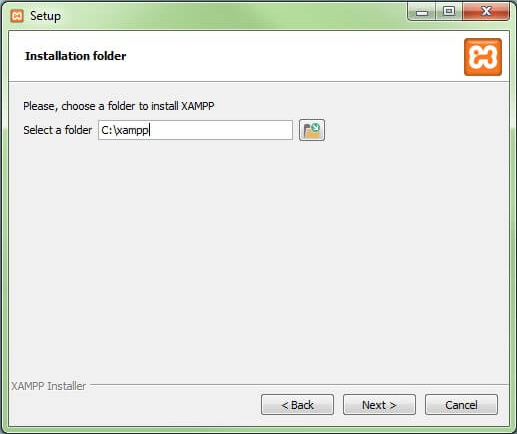 Setup
Installation folder
Please, choose a folder to install XAMPP
Select a folder C:\xampp
XAMPP Installer
< Back Next > Cancel